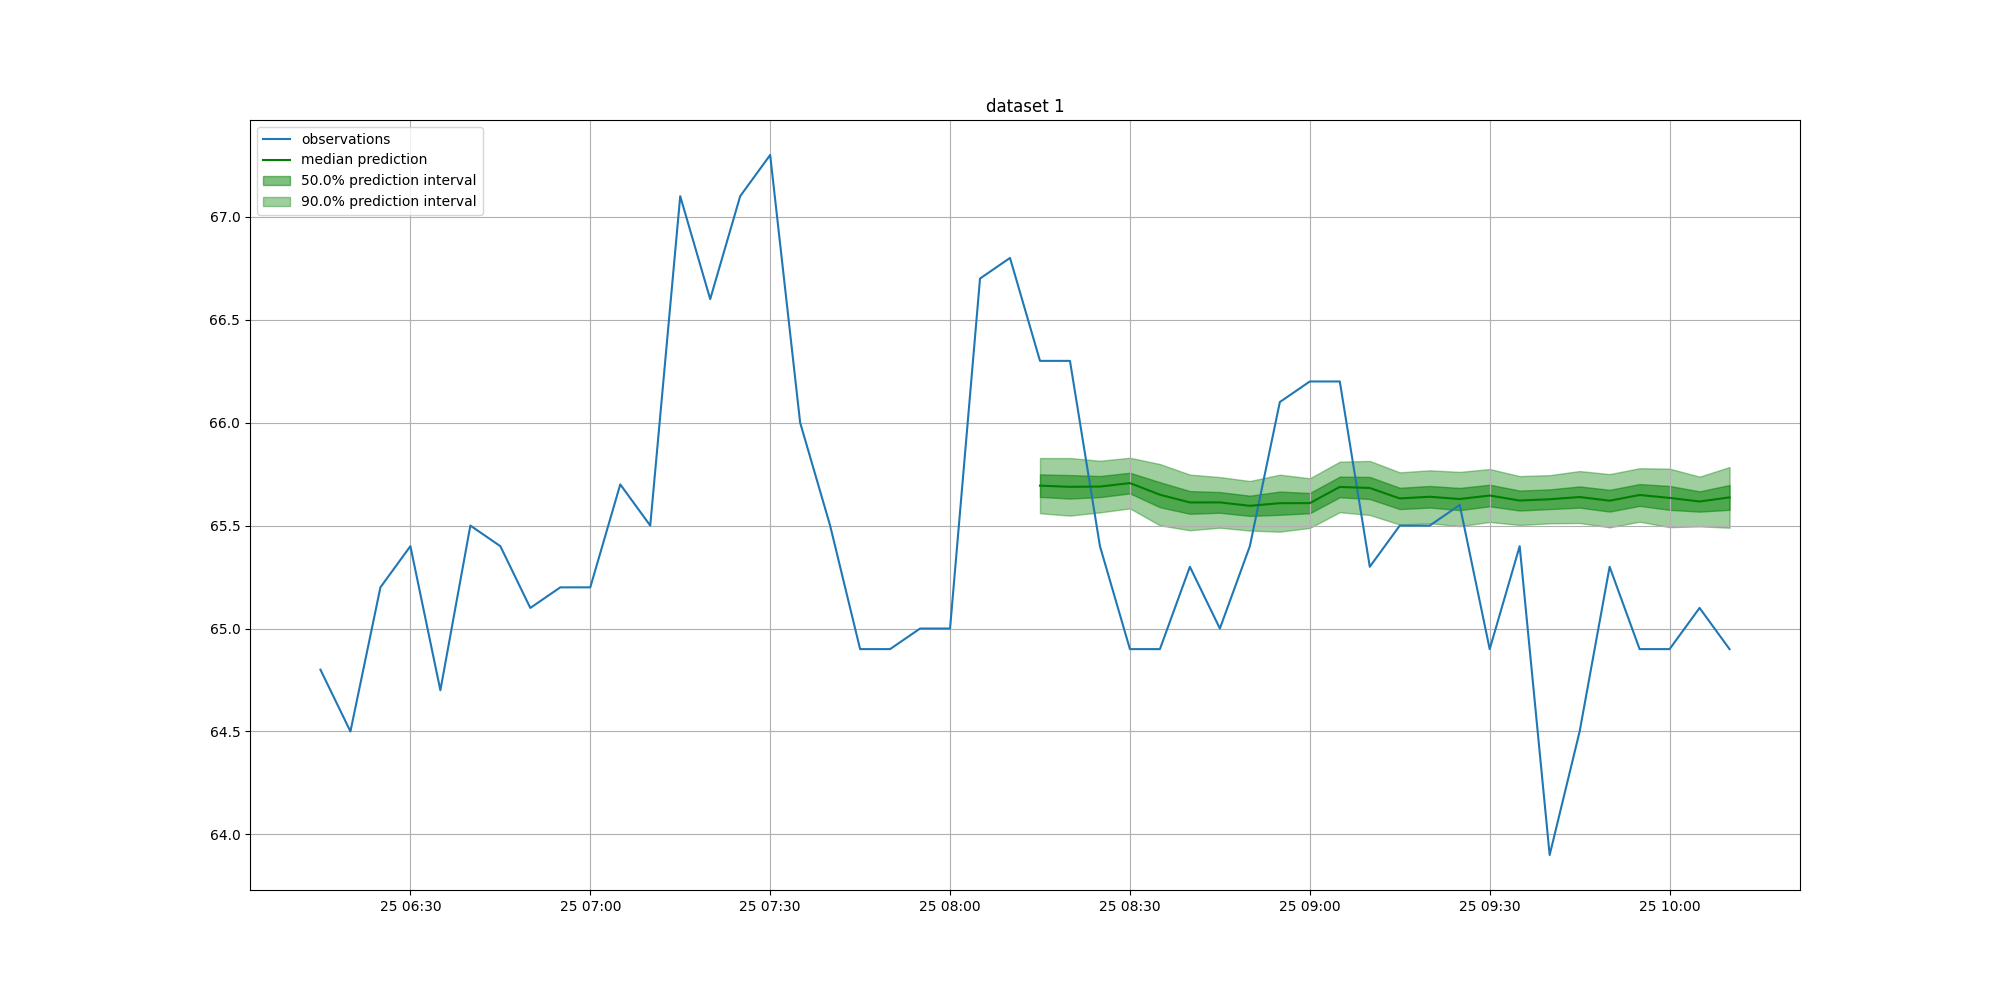 dataset 1
observations
median prediction
50.0% prediction interval
90.0% prediction interval
67.0
66.5
66.0
65.5
65.0
64.5
64.0
25 06:30 25 07:00 25 07:30 25 08:00 25 08:30 25 09:00 25 09:30 25 10:00